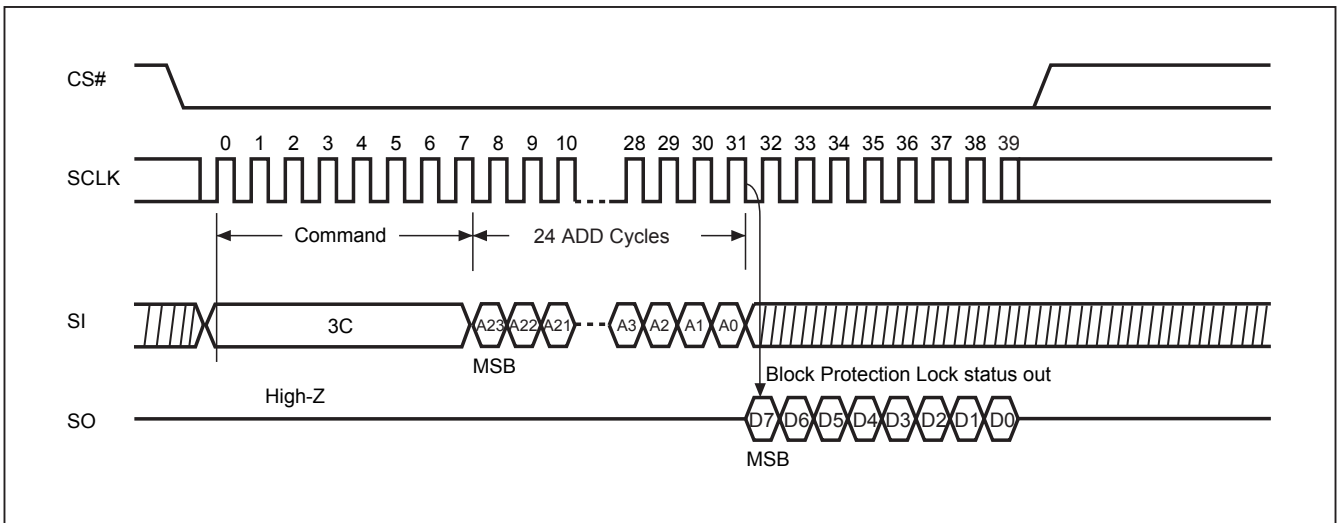 CS#
0 1 2 3 4 5 6 7 8 9 10 28 29 30 31 32 33 34 35 36 37 38 39
SCLK
Command 24 ADD Cycles
SI 3C A23 A22 A21 A3 A2 A1 A0
MSB
Block Protection Lock status out
High-Z
SO D7 D6 D5 D4 D3 D2 D1 D0
MSB